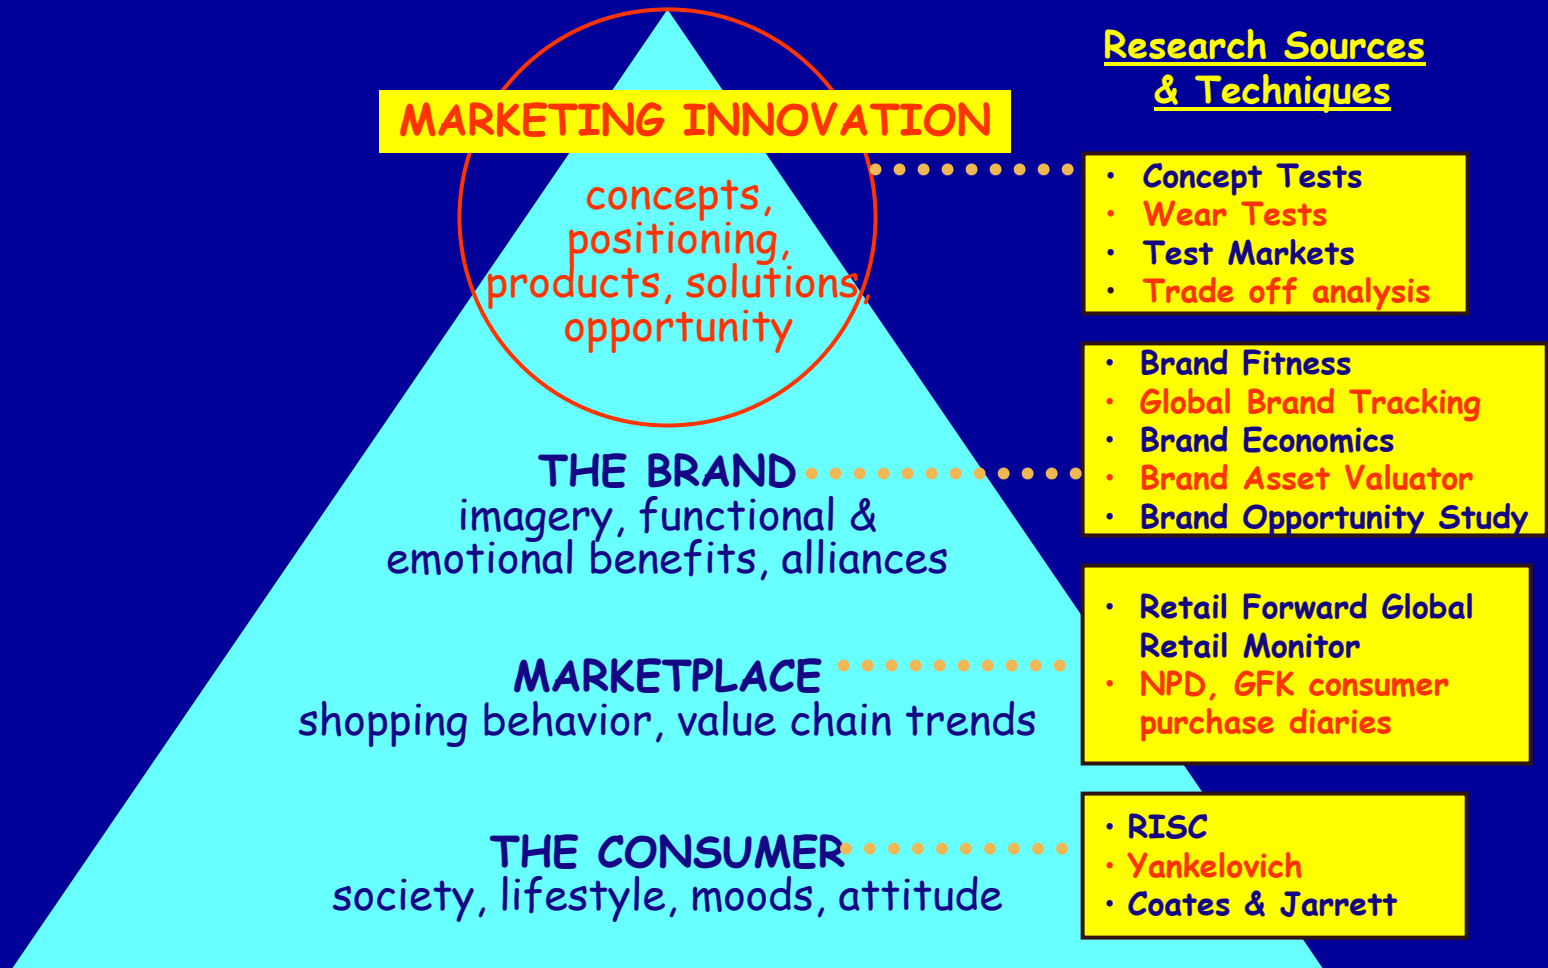 Research Sources
& Techniques
MARKETING INNOVATION
concepts,
positioning,
products, solutions,
opportunity
• Concept Tests
• Wear Tests
• Test Markets
• Trade off analysis
THE BRAND
imagery, functional &
emotional benefits, alliances
• Brand Fitness
• Global Brand Tracking
• Brand Economics
• Brand Asset Valuator
• Brand Opportunity Study
MARKETPLACE
shopping behavior, value chain trends
• Retail Forward Global
Retail Monitor
• NPD, GFK consumer
purchase diaries
THE CONSUMER
society, lifestyle, moods, attitude
• RISC
• Yankelovich
• Coates & Jarrett